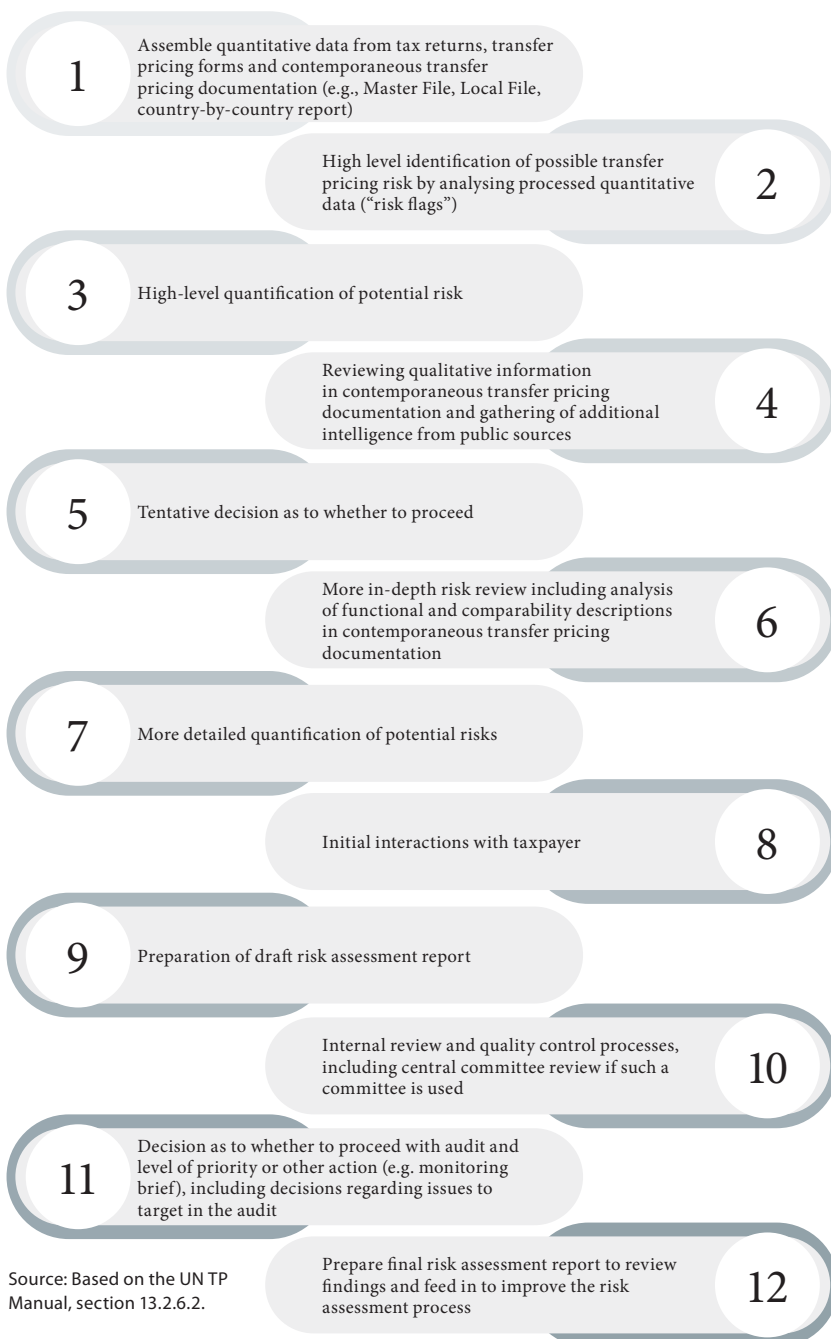 1
Assemble quantitative data from tax returns, transfer
pricing forms and contemporaneous transfer
pricing documentation (e.g., Master File, Local File,
country-by-country report)
High level identification of possible transfer
pricing risk by analysing processed quantitative
data (“risk flags”)
2
3
High-level quantification of potential risk
Reviewing qualitative information
in contemporaneous transfer pricing
documentation and gathering of additional
intelligence from public sources
4
5
Tentative decision as to whether to proceed
More in-depth risk review including analysis
of functional and comparability descriptions
in contemporaneous transfer pricing
documentation
6
7
More detailed quantification of potential risks
Initial interactions with taxpayer
8
9
Preparation of draft risk assessment report
Internal review and quality control processes,
including central committee review if such a
committee is used
10
11
Decision as to whether to proceed with audit and
level of priority or other action (e.g. monitoring
brief), including decisions regarding issues to
target in the audit
Prepare final risk assessment report to review
findings and feed in to improve the risk
assessment process
12
Source: Based on the UN TP
Manual, section 13.2.6.2.